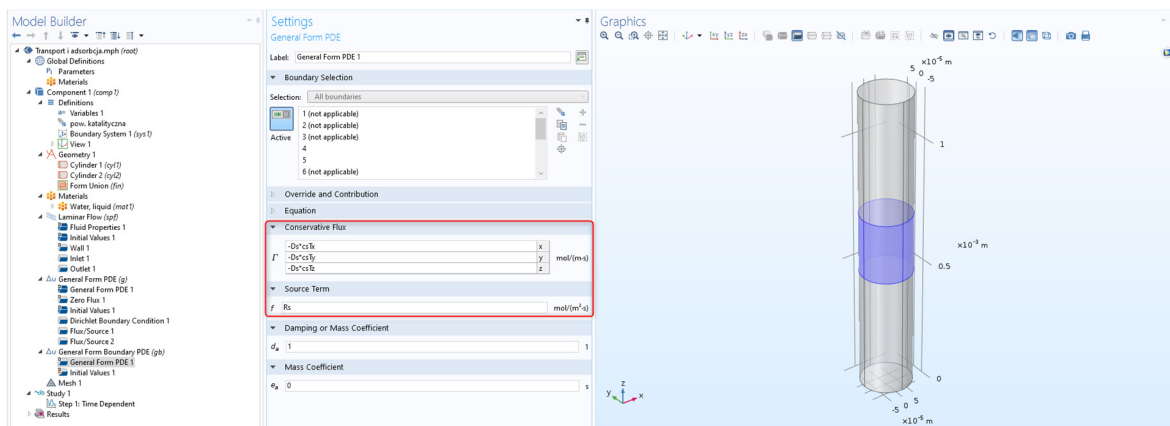 Model Builder
Transport i adsorbcja.mph (root)
Global Definitions
Pi Parameters
Materials
Component 1 (comp1)
Definitions
a= Variables 1
pow. katalityczna
Boundary System 1 (sys1)
View 1
Geometry 1
Cylinder 1 (cyl1)
Cylinder 2 (cyl2)
Form Union (fin)
Materials
Water, liquid (mat1)
Laminar Flow (spf)
Fluid Properties 1
Initial Values 1
Wall 1
Inlet 1
Outlet 1
Δu General Form PDE (g)
General Form PDE 1
Zero Flux 1
Initial Values 1
Dirichlet Boundary Condition 1
Flux/Source 1
Flux/Source 2
Δu General Form Boundary PDE (gb)
General Form PDE 1
Initial Values 1
Mesh 1
Study 1
Step 1: Time Dependent
Results
Settings
General Form PDE
Label: General Form PDE 1
Boundary Selection
Selection: All boundaries
Active
1 (not applicable)
2 (not applicable)
3 (not applicable)
4
5
6 (not applicable)
Override and Contribution
Equation
Conservative Flux
Γ
-Ds*csTx x
-Ds*csTy y mol/(m·s)
-Ds*csTz z
Source Term
f Rs mol/(m²·s)
Damping or Mass Coefficient
dₐ 1 1
Mass Coefficient
eₐ 0 s
Graphics
×10⁻⁵ m
5 0 -5
1
×10⁻³ m
0.5
0
5
0
-5
×10⁻⁵ m
z
y
x